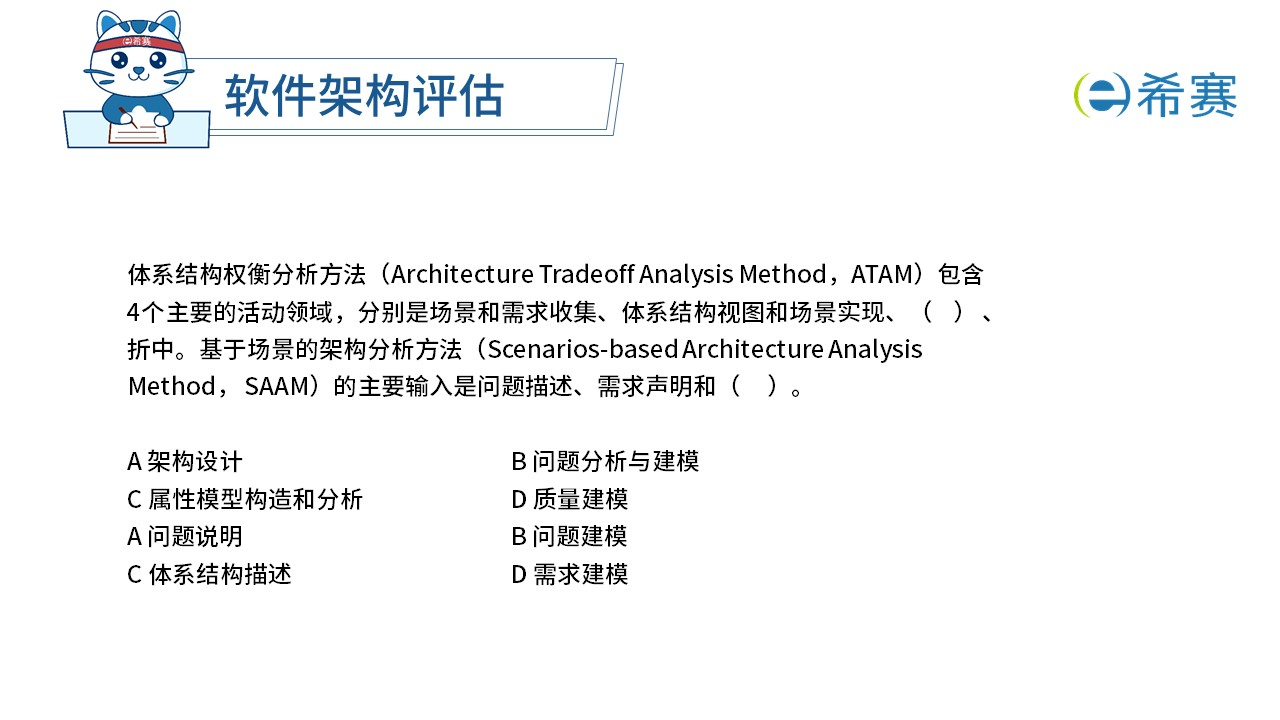 希赛
软件架构评估
希赛
体系结构权衡分析方法（Architecture Tradeoff Analysis Method，ATAM）包含
4个主要的活动领域，分别是场景和需求收集、体系结构视图和场景实现、（ ）、
折中。基于场景的架构分析方法（Scenarios-based Architecture Analysis
Method， SAAM）的主要输入是问题描述、需求声明和（ ）。
A 架构设计 B 问题分析与建模
C 属性模型构造和分析 D 质量建模
A 问题说明 B 问题建模
C 体系结构描述 D 需求建模